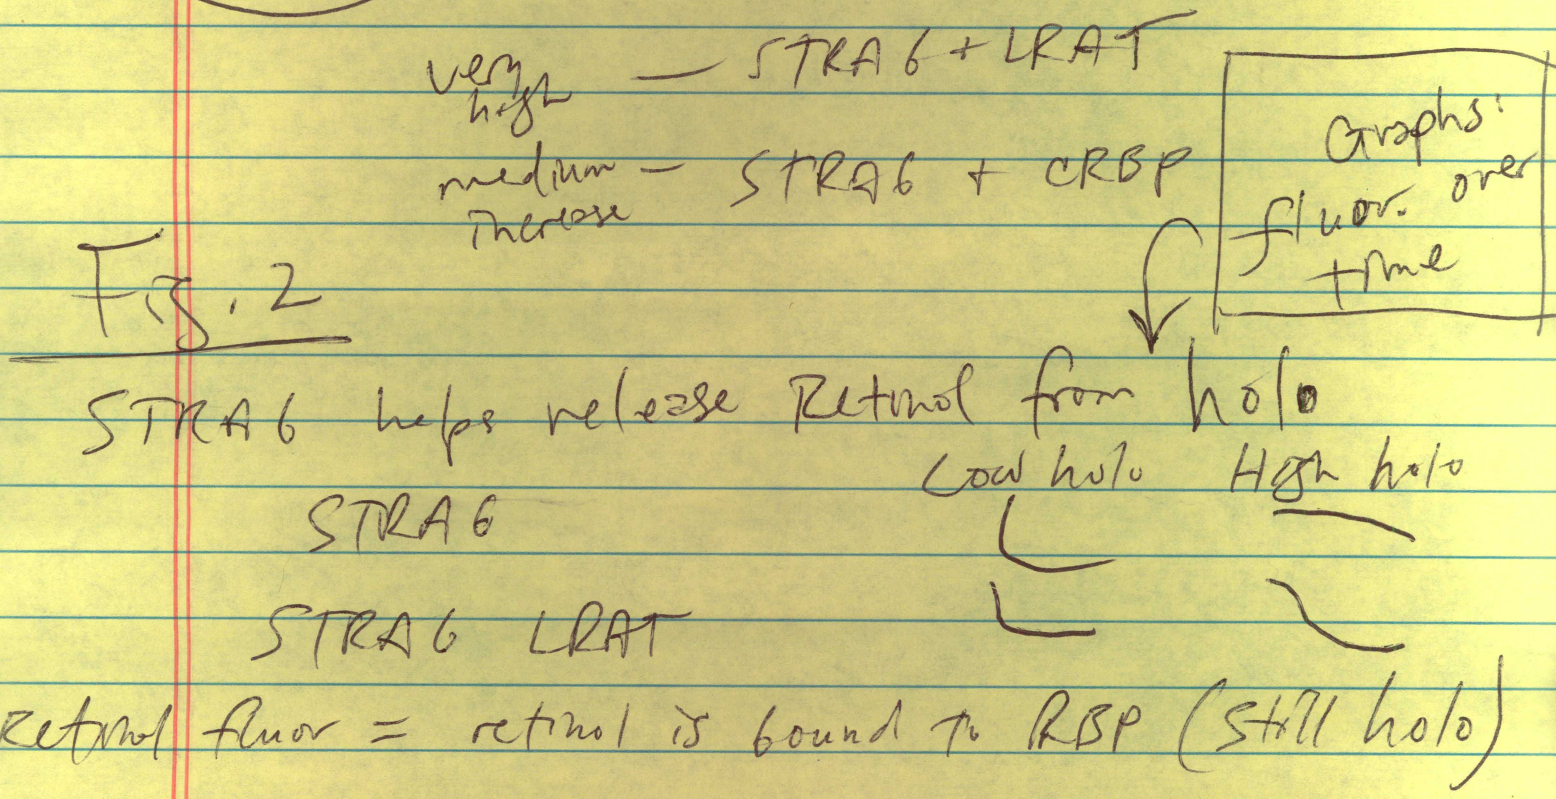 very high — STRA6 + LRAT
medium increase — STRA6 + CRBP
Graphs:
fluor. over
time
Fig. 2
STRA6 helps release Retinol from holo
Low holo High holo
STRA6
STRA6 LRAT
Retinol fluor = retinol is bound to RBP (still holo)